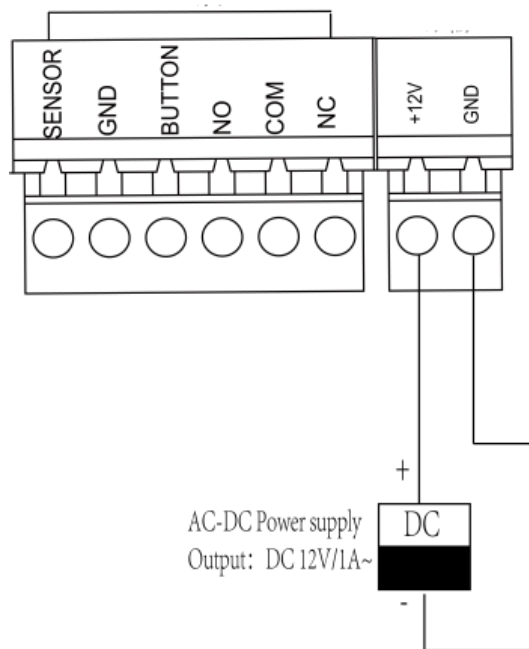 SENSOR
GND
BUTTON
NO
COM
NC
+12V
GND
+
AC-DC Power supply
DC
Output: DC 12V/1A~
-